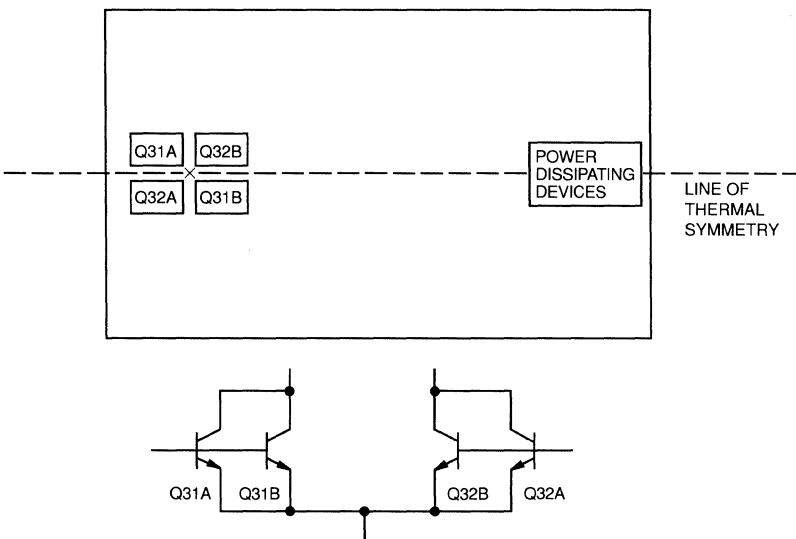 Q31A Q32B
Q32A Q31B
POWER
DISSIPATING
DEVICES
LINE OF
THERMAL
SYMMETRY
Q31A Q31B Q32B Q32A